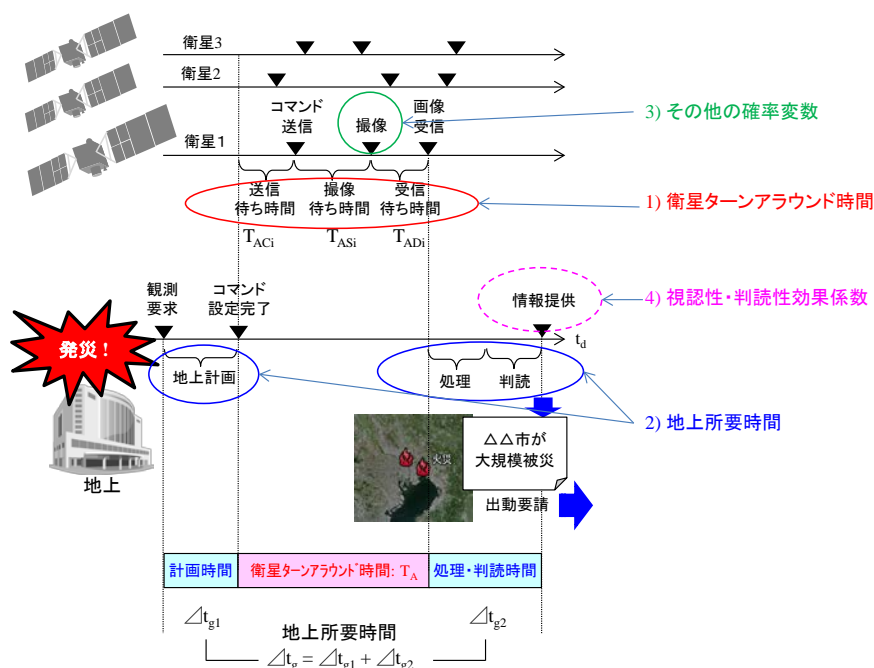 衛星3
衛星2
コマンド
送信
撮像
画像
受信
3) その他の確率変数
衛星1
送信
待ち時間
撮像
待ち時間
受信
待ち時間
1) 衛星ターンアラウンド時間
T_ACi
T_ASi
T_ADi
観測
要求
コマンド
設定完了
情報提供
4) 視認性・判読性効果係数
発災!
t_d
地上計画
処理
判読
2) 地上所要時間
火災
△△市が
大規模被災
地上
出動要請
計画時間
衛星ターンアラウンド時間: T_A
処理・判読時間
⊿t_g1
⊿t_g2
地上所要時間
⊿t_g = ⊿t_g1 + ⊿t_g2